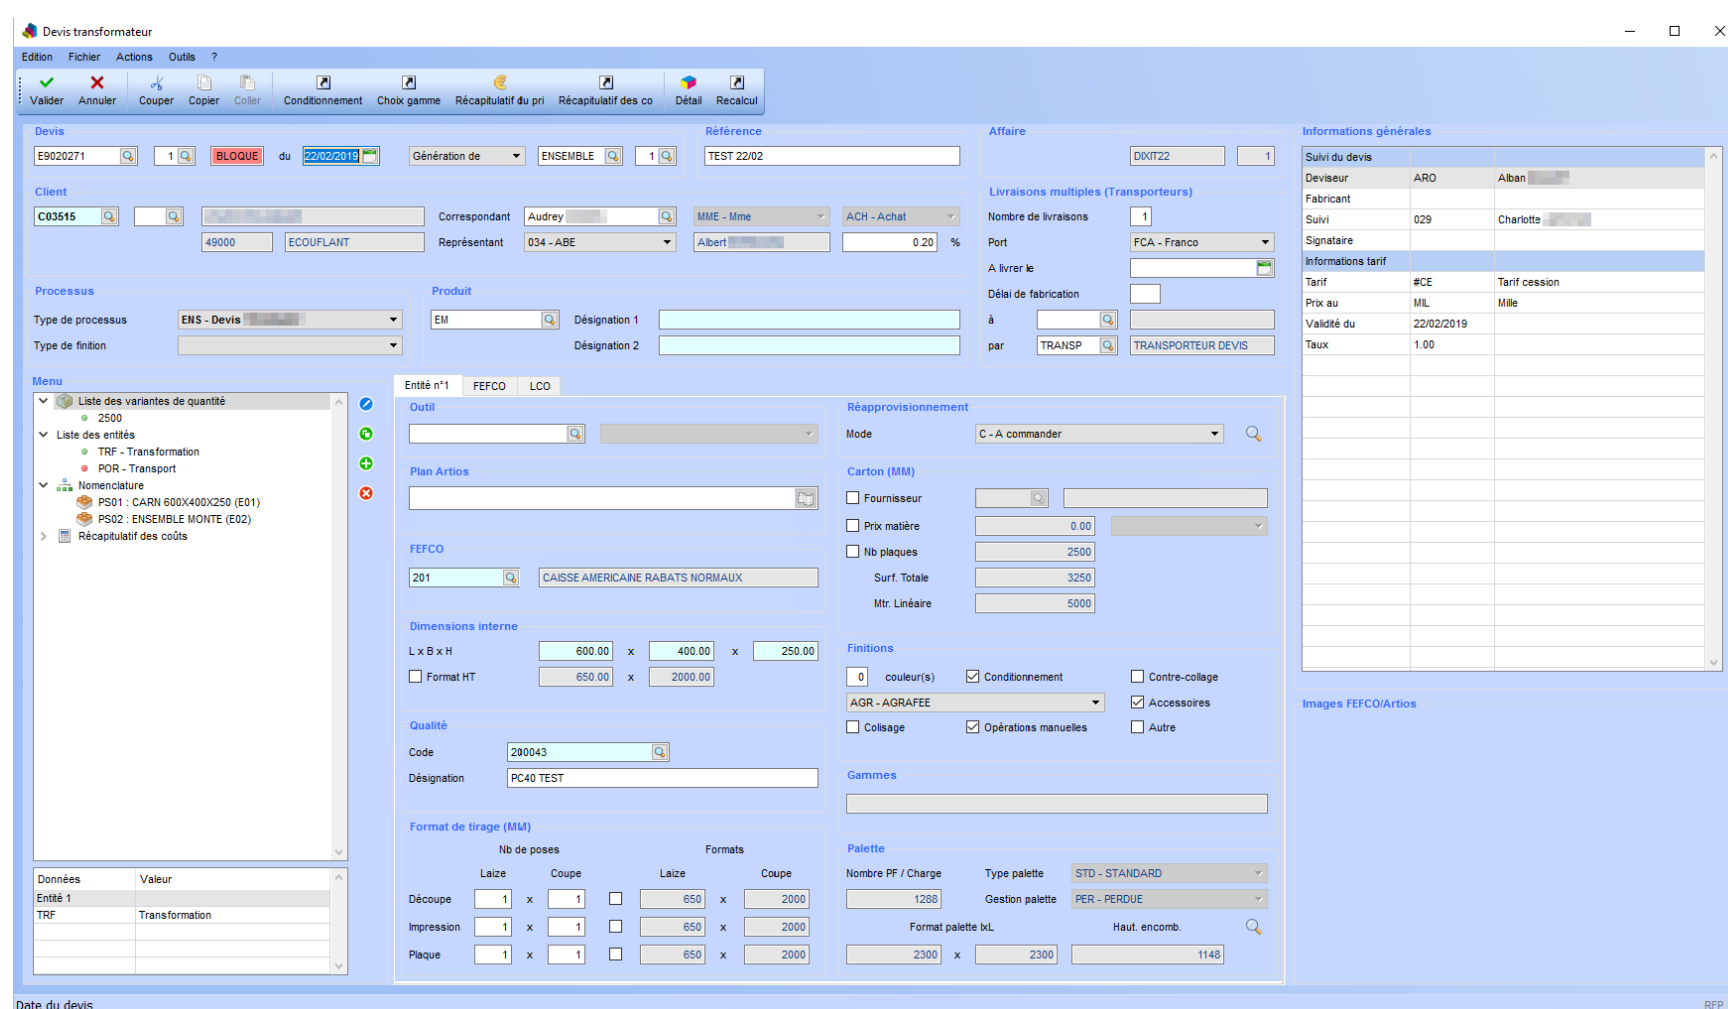 Devis transformateur
Edition Fichier Actions Outils ?
Valider Annuler Couper Copier Coller Conditionnement Choix gamme Récapitulatif du pri Récapitulatif des co Détail Recalcul
Devis Référence Affaire Informations générales
E9020271 1 BLOQUE du 22/02/2019 Génération de ENSEMBLE 1 TEST 22/02 DIXIT22 1
Suivi du devis
Deviseur ARO Alban
Fabricant
Suivi 029 Charlotte
Signataire
Informations tarif
Tarif #CE Tarif cession
Prix au MIL Mille
Validité du 22/02/2019
Taux 1.00
Client
C03515 Correspondant Audrey MME - Mme ACH - Achat
49000 ECOUFLANT Représentant 034 - ABE Albert 0.20 %
Livraisons multiples (Transporteurs)
Nombre de livraisons 1
Port FCA - Franco
A livrer le
Délai de fabrication
à
par TRANSP TRANSPORTEUR DEVIS
Processus
Type de processus ENS - Devis
Type de finition
Produit
EM Désignation 1
Désignation 2
Menu
Liste des variantes de quantité
2500
Liste des entités
TRF - Transformation
POR - Transport
Nomenclature
PS01 : CARN 600X400X250 (E01)
PS02 : ENSEMBLE MONTE (E02)
Récapitulatif des coûts
Données Valeur
Entité 1
TRF Transformation
Entité n°1 FEFCO LCO
Outil
Plan Artios
FEFCO
201 CAISSE AMERICAINE RABATS NORMAUX
Dimensions interne
L x B x H 600.00 x 400.00 x 250.00
Format HT 650.00 x 2000.00
Qualité
Code 200043
Désignation PC40 TEST
Format de tirage (MM)
Nb de poses Formats
Laize Coupe Laize Coupe
Découpe 1 x 1 650 x 2000
Impression 1 x 1 650 x 2000
Plaque 1 x 1 650 x 2000
Réapprovisionnement
Mode C - A commander
Carton (MM)
Fournisseur
Prix matière 0.00
Nb plaques 2500
Surf. Totale 3250
Mtr. Linéaire 5000
Finitions
0 couleur(s) Conditionnement Contre-collage
AGR - AGRAFEE Accessoires
Colisage Opérations manuelles Autre
Gammes
Palette
Nombre PF / Charge Type palette STD - STANDARD
1288 Gestion palette PER - PERDUE
Format palette lxL Haut. encomb.
2300 x 2300 1148
Images FEFCO/Artios
Date du devis RFP